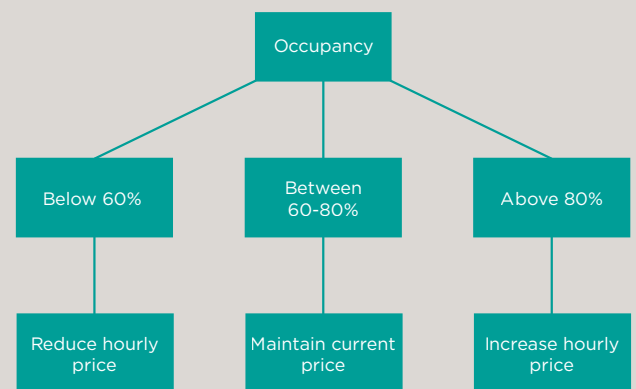 Occupancy
Below 60%
Between
60-80%
Above 80%
Reduce hourly
price
Maintain current
price
Increase hourly
price